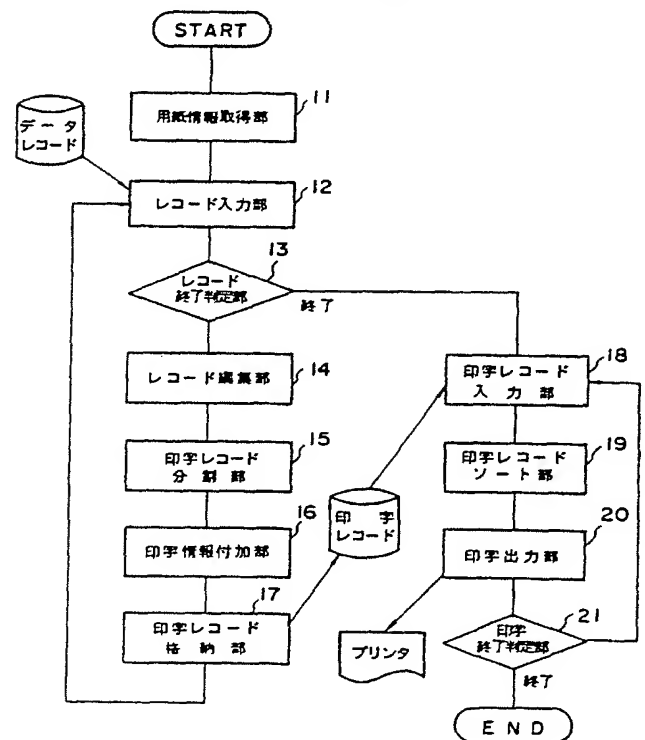 START
11
用紙情報取得部
データ
レコード
12
レコード入力部
13
レコード
終了判定部
終了
14
レコード編集部
15
印字レコード
分割部
16
印字情報付加部
17
印字レコード
格納部
印字
レコード
18
印字レコード
入力部
19
印字レコード
ソート部
20
印字出力部
プリンタ
21
印字
終了判定部
終了
END